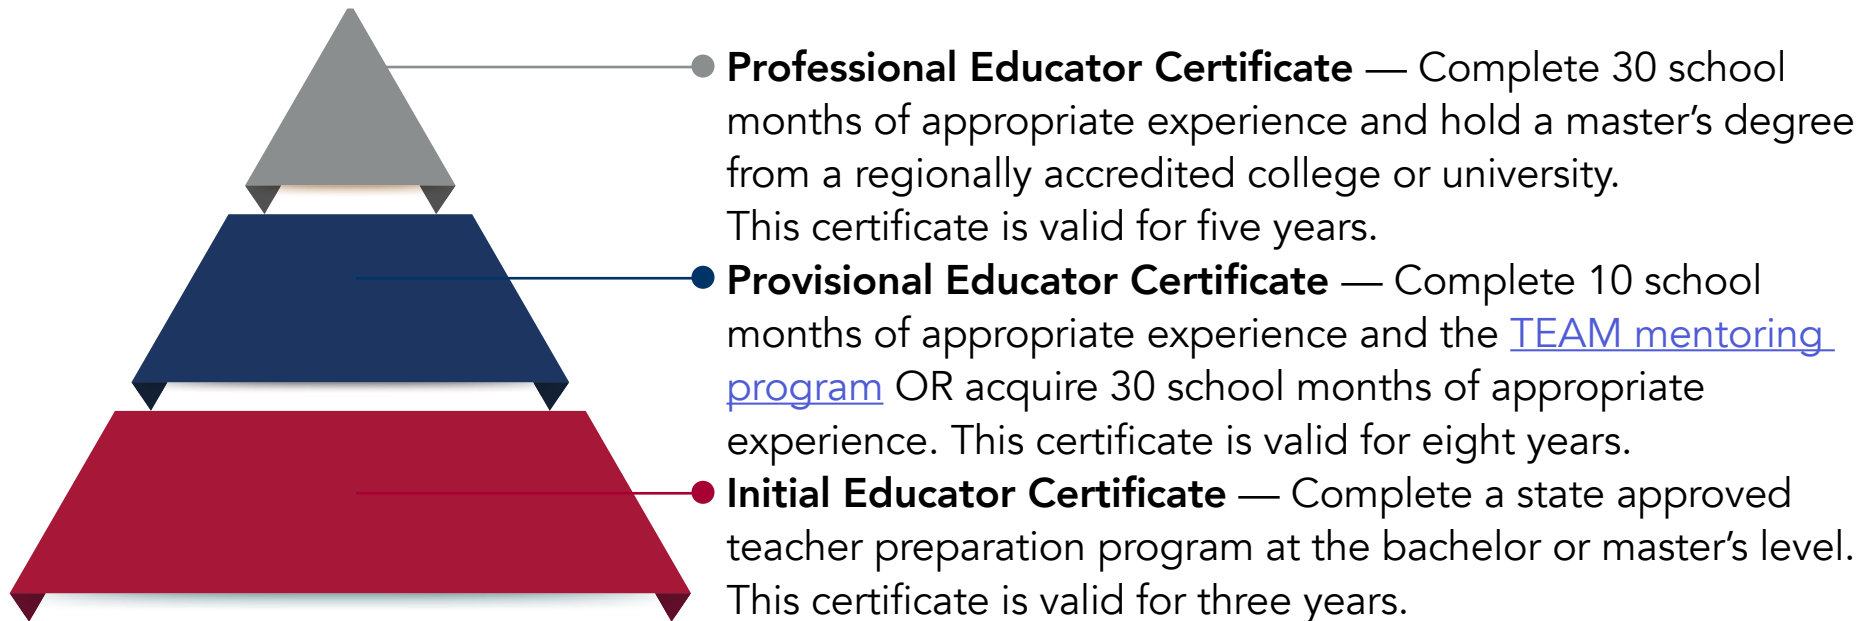 Professional Educator Certificate — Complete 30 school
months of appropriate experience and hold a master’s degree
from a regionally accredited college or university.
This certificate is valid for five years.
Provisional Educator Certificate — Complete 10 school
months of appropriate experience and the TEAM mentoring
program OR acquire 30 school months of appropriate
experience. This certificate is valid for eight years.
Initial Educator Certificate — Complete a state approved
teacher preparation program at the bachelor or master’s level.
This certificate is valid for three years.